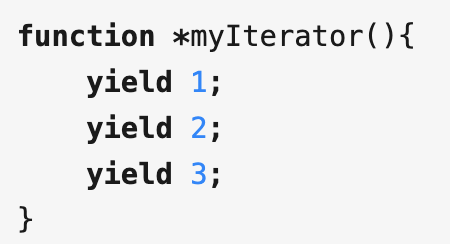 function *myIterator(){
    yield 1;
    yield 2;
    yield 3;
}